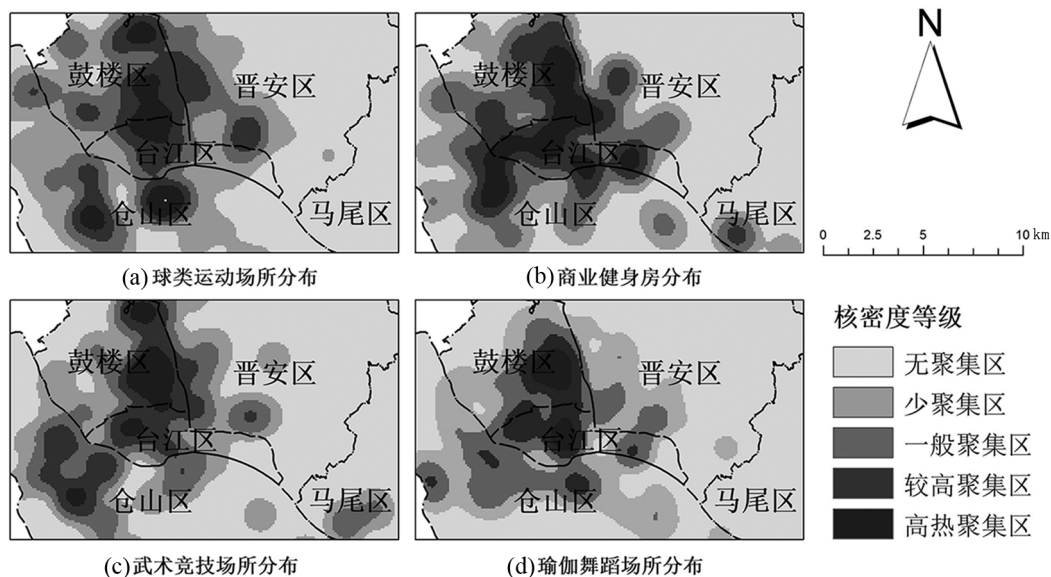 鼓楼区
晋安区
台江区
仓山区
马尾区
(a)球类运动场所分布
鼓楼区
晋安区
台江区
仓山区
马尾区
(b)商业健身房分布
N
0 2.5 5 10 km
鼓楼区
晋安区
台江区
仓山区
马尾区
(c)武术竞技场所分布
鼓楼区
晋安区
台江区
仓山区
马尾区
(d)瑜伽舞蹈场所分布
核密度等级
无聚集区
少聚集区
一般聚集区
较高聚集区
高热聚集区